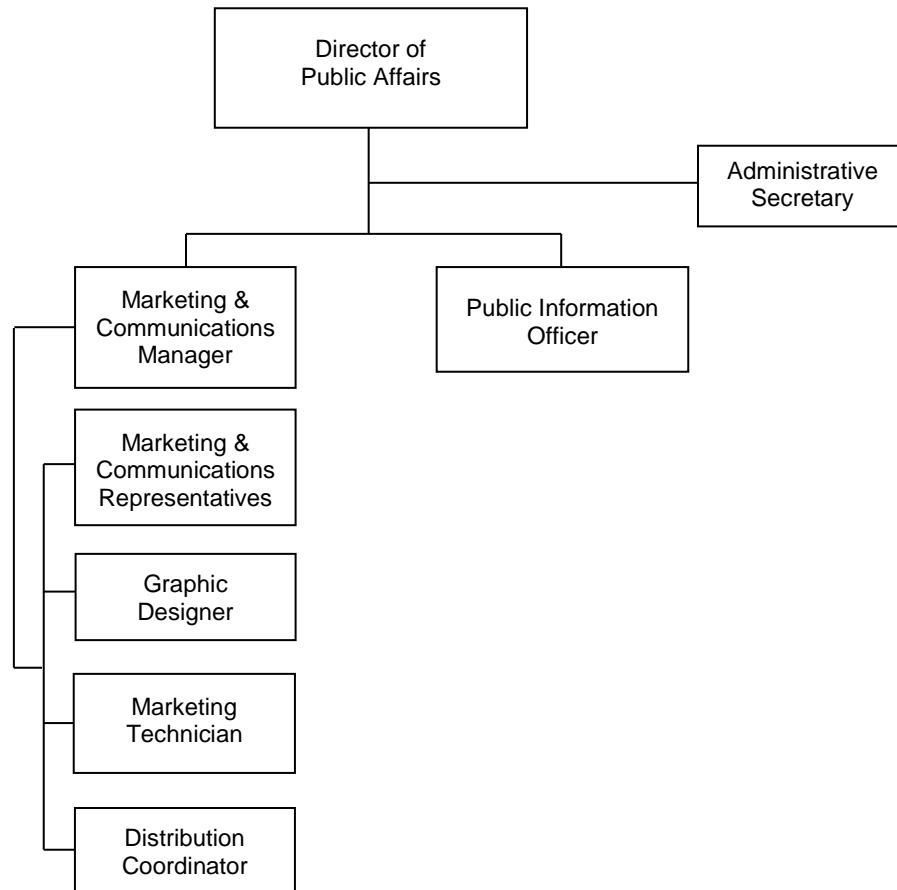 Director of
Public Affairs
Administrative
Secretary
Marketing &
Communications
Manager
Public Information
Officer
Marketing &
Communications
Representatives
Graphic
Designer
Marketing
Technician
Distribution
Coordinator